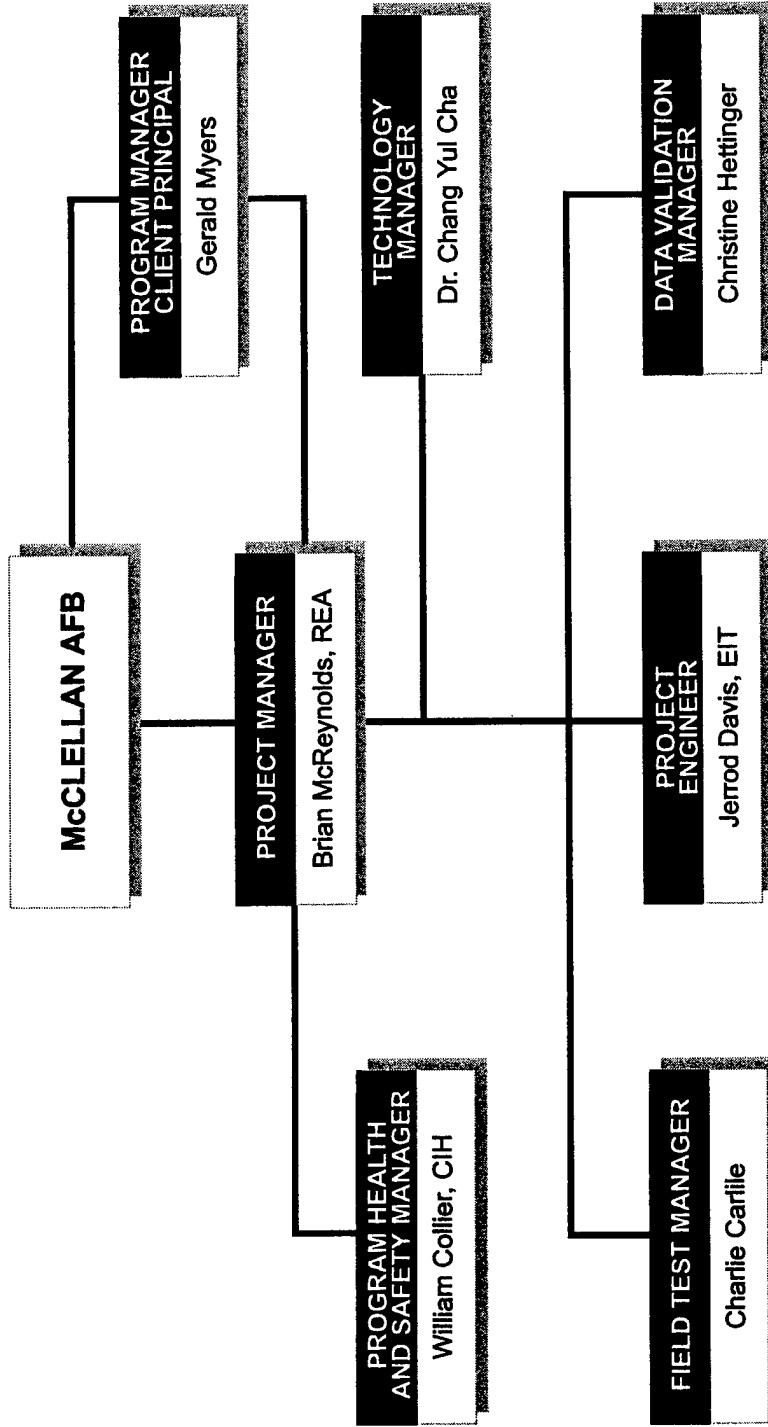 McCLELLAN AFB
PROGRAM MANAGER
CLIENT PRINCIPAL
Gerald Myers
PROJECT MANAGER
Brian McReynolds, REA
PROGRAM HEALTH
AND SAFETY MANAGER
William Collier, CIH
TECHNOLOGY
MANAGER
Dr. Chang Yul Cha
FIELD TEST MANAGER
Charlie Carlile
PROJECT
ENGINEER
Jerrod Davis, EIT
DATA VALIDATION
MANAGER
Christine Hettinger